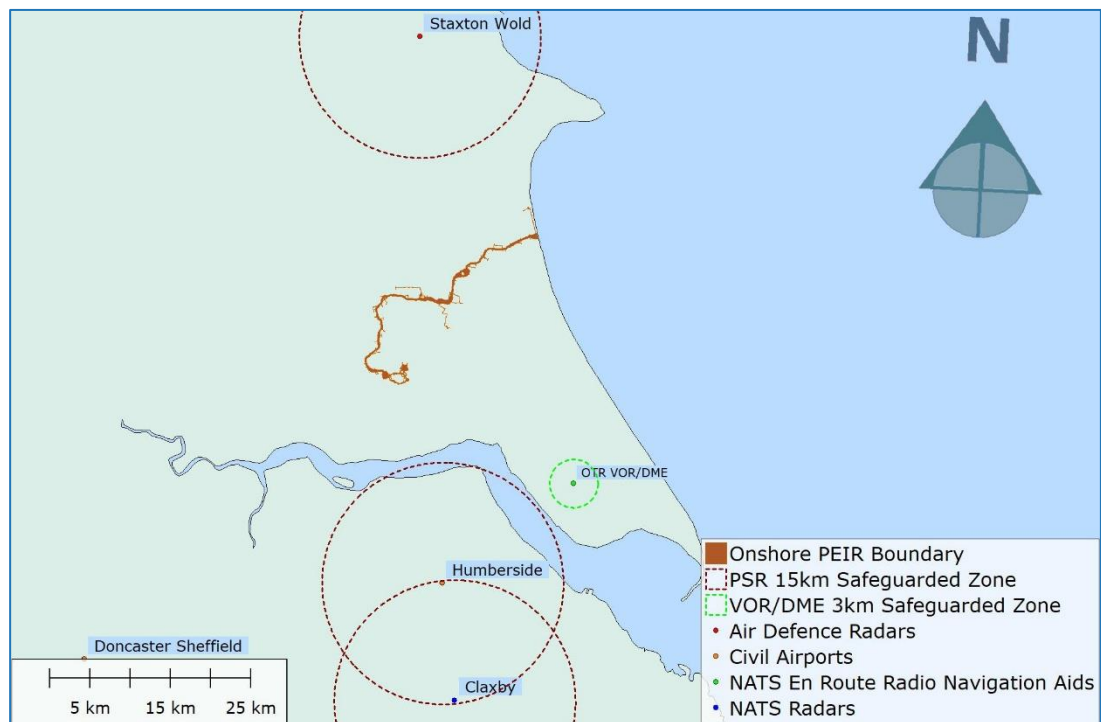 Staxton Wold
N
OTR VOR/DME
Humberside
Doncaster Sheffield
Claxby
5 km 15 km 25 km
Onshore PEIR Boundary
PSR 15km Safeguarded Zone
VOR/DME 3km Safeguarded Zone
Air Defence Radars
Civil Airports
NATS En Route Radio Navigation Aids
NATS Radars